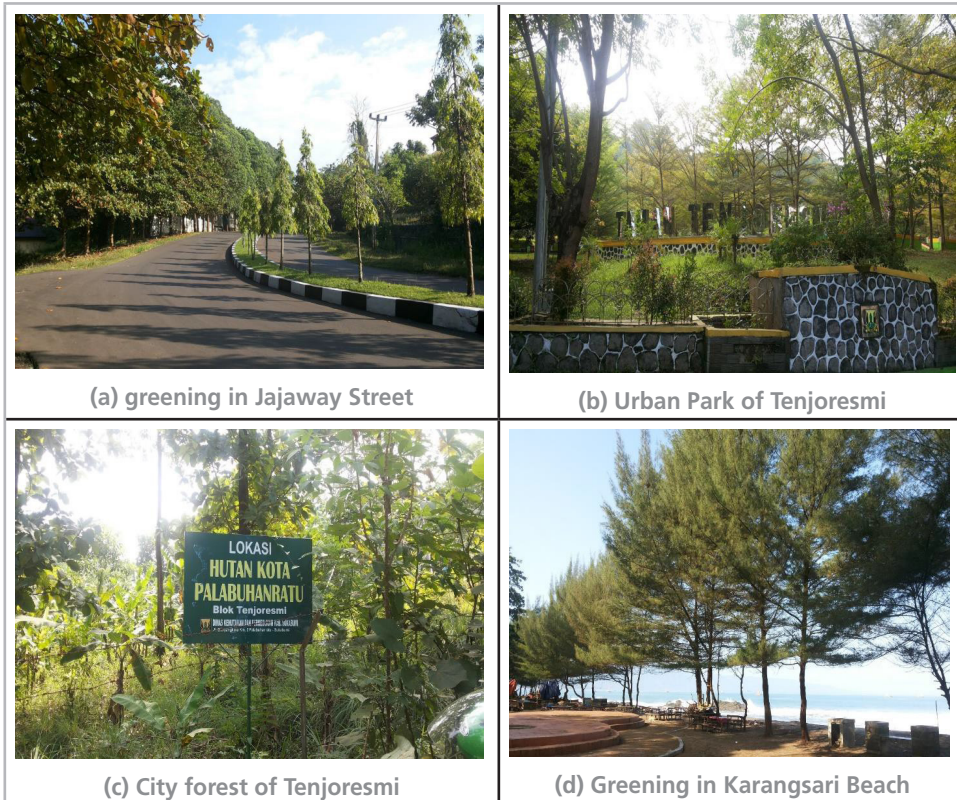 (a) greening in Jajaway Street
TENJORESMI
(b) Urban Park of Tenjoresmi
LOKASI
HUTAN KOTA
PALABUHANRATU
Blok Tenjoresmi
(c) City forest of Tenjoresmi
(d) Greening in Karangsari Beach